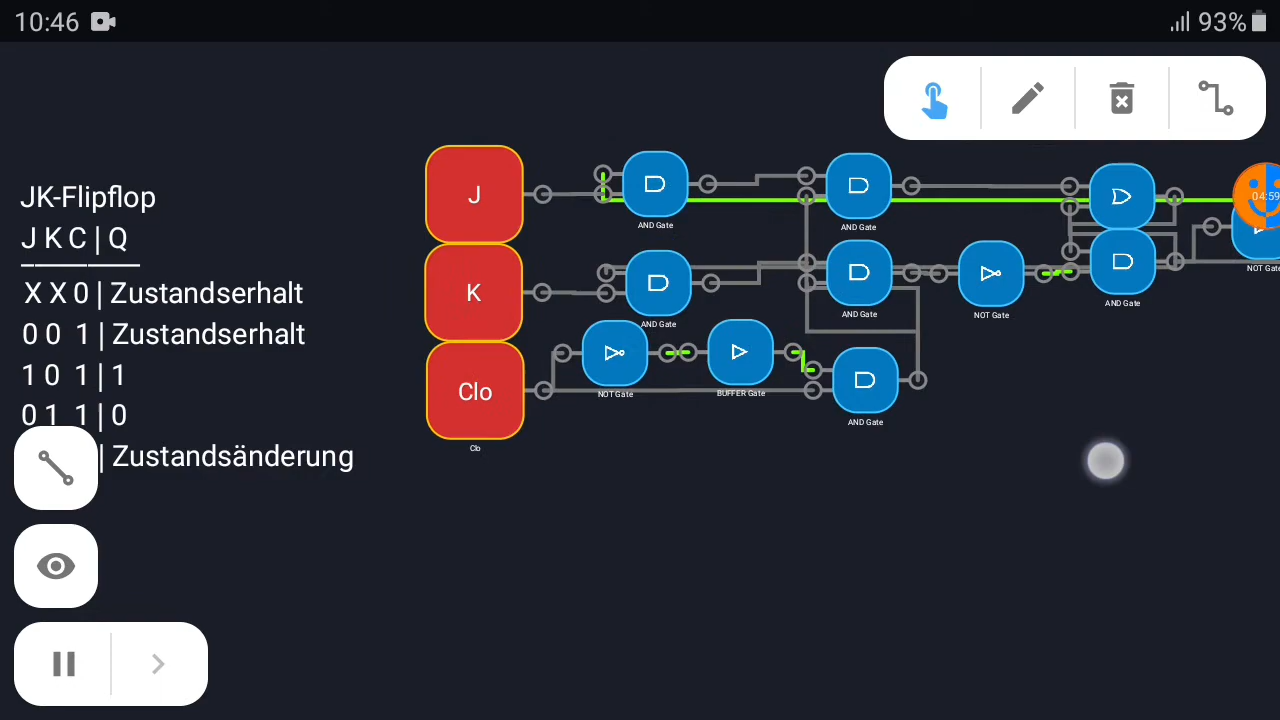 10:46
93%
JK-Flipflop
J K C | Q
X X 0 | Zustandserhalt
0 0 1 | Zustandserhalt
1 0 1 | 1
0 1 1 | 0
| Zustandsänderung
J
K
Clo
Clo
AND Gate
AND Gate
NOT Gate
BUFFER Gate
AND Gate
AND Gate
AND Gate
NOT Gate
AND Gate
04:59
NOT Gate